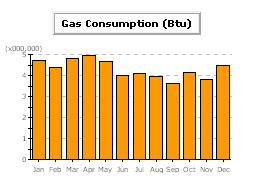 Gas Consumption (Btu)
(x000,000)
5
4
3
2
1
0
Jan Feb Mar Apr May Jun Jul Aug Sep Oct Nov Dec